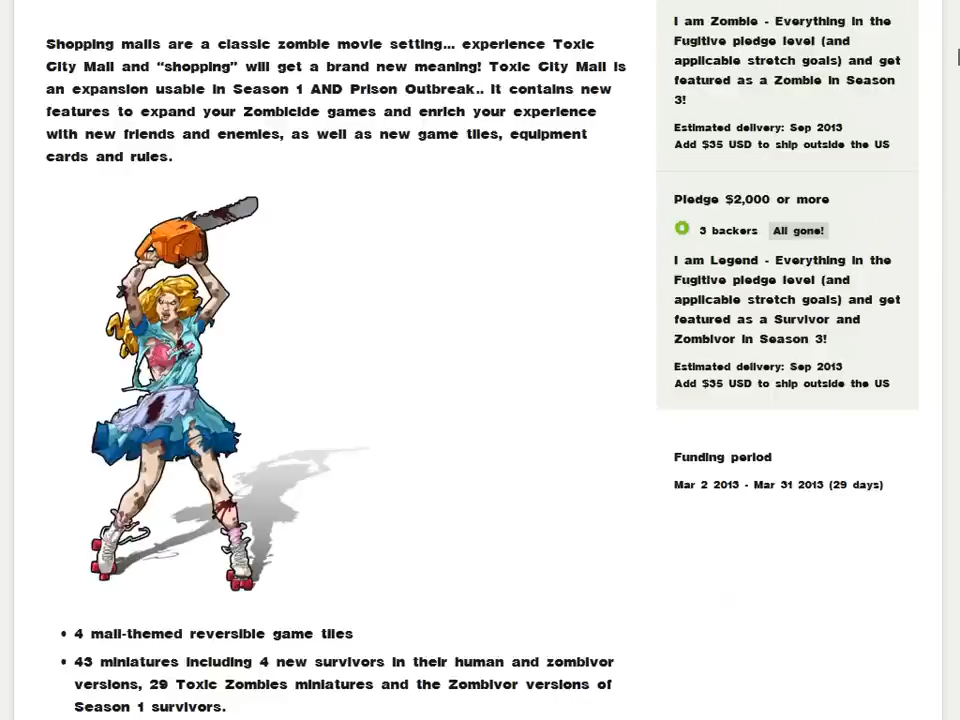 Shopping malls are a classic zombie movie setting... experience Toxic
City Mall and “shopping” will get a brand new meaning! Toxic City Mall is
an expansion usable in Season 1 AND Prison Outbreak.. It contains new
features to expand your Zombicide games and enrich your experience
with new friends and enemies, as well as new game tiles, equipment
cards and rules.
• 4 mall-themed reversible game tiles
• 43 miniatures including 4 new survivors in their human and zombivor
versions, 29 Toxic Zombies miniatures and the Zombivor versions of
Season 1 survivors.
I am Zombie - Everything in the
Fugitive pledge level (and
applicable stretch goals) and get
featured as a Zombie in Season
3!
Estimated delivery: Sep 2013
Add $35 USD to ship outside the US
Pledge $2,000 or more
3 backers All gone!
I am Legend - Everything in the
Fugitive pledge level (and
applicable stretch goals) and get
featured as a Survivor and
Zombivor in Season 3!
Estimated delivery: Sep 2013
Add $35 USD to ship outside the US
Funding period
Mar 2 2013 - Mar 31 2013 (29 days)